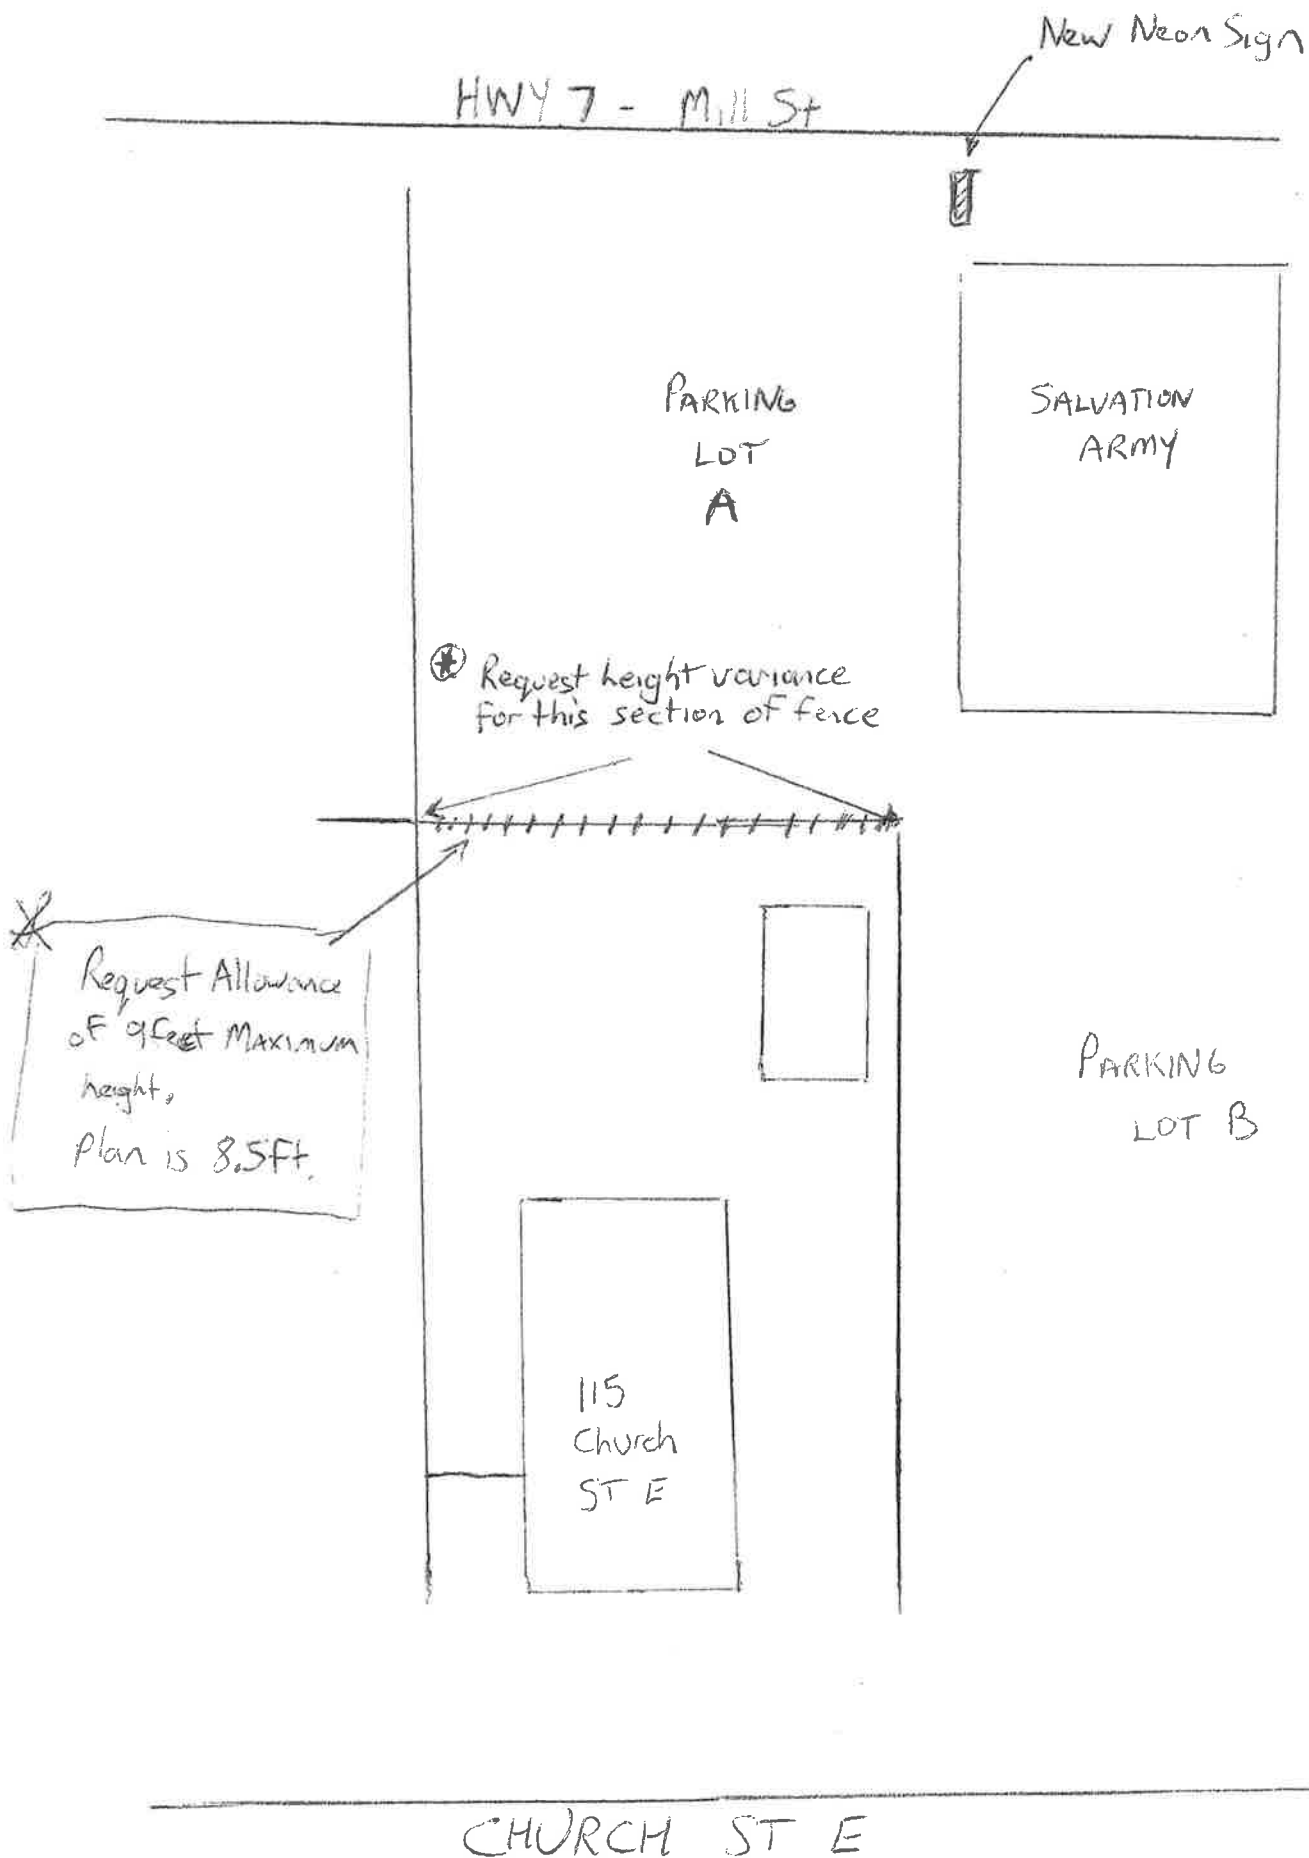 New Neon Sign
HWY 7 - Mill St
PARKING
LOT
A
SALVATION
ARMY
* Request height variance
for this section of fence
Request Allowance
of 9feet MAXIMUM
height.
Plan is 8.5Ft.
PARKING
LOT B
115
Church
ST E
CHURCH ST E